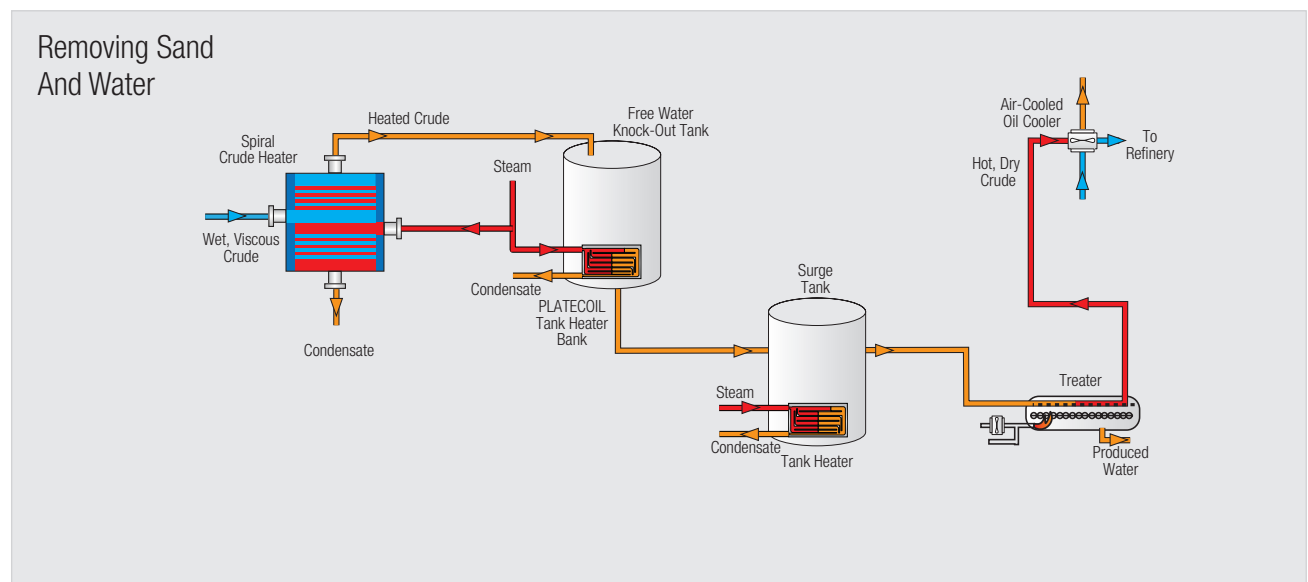 Removing Sand
And Water
Heated Crude
Free Water
Knock-Out Tank
Spiral
Crude Heater
Steam
Wet, Viscous
Crude
Condensate
Condensate
PLATECOIL
Tank Heater
Bank
Surge
Tank
Steam
Condensate
Tank Heater
Air-Cooled
Oil Cooler
To
Refinery
Hot, Dry
Crude
Treater
Produced
Water